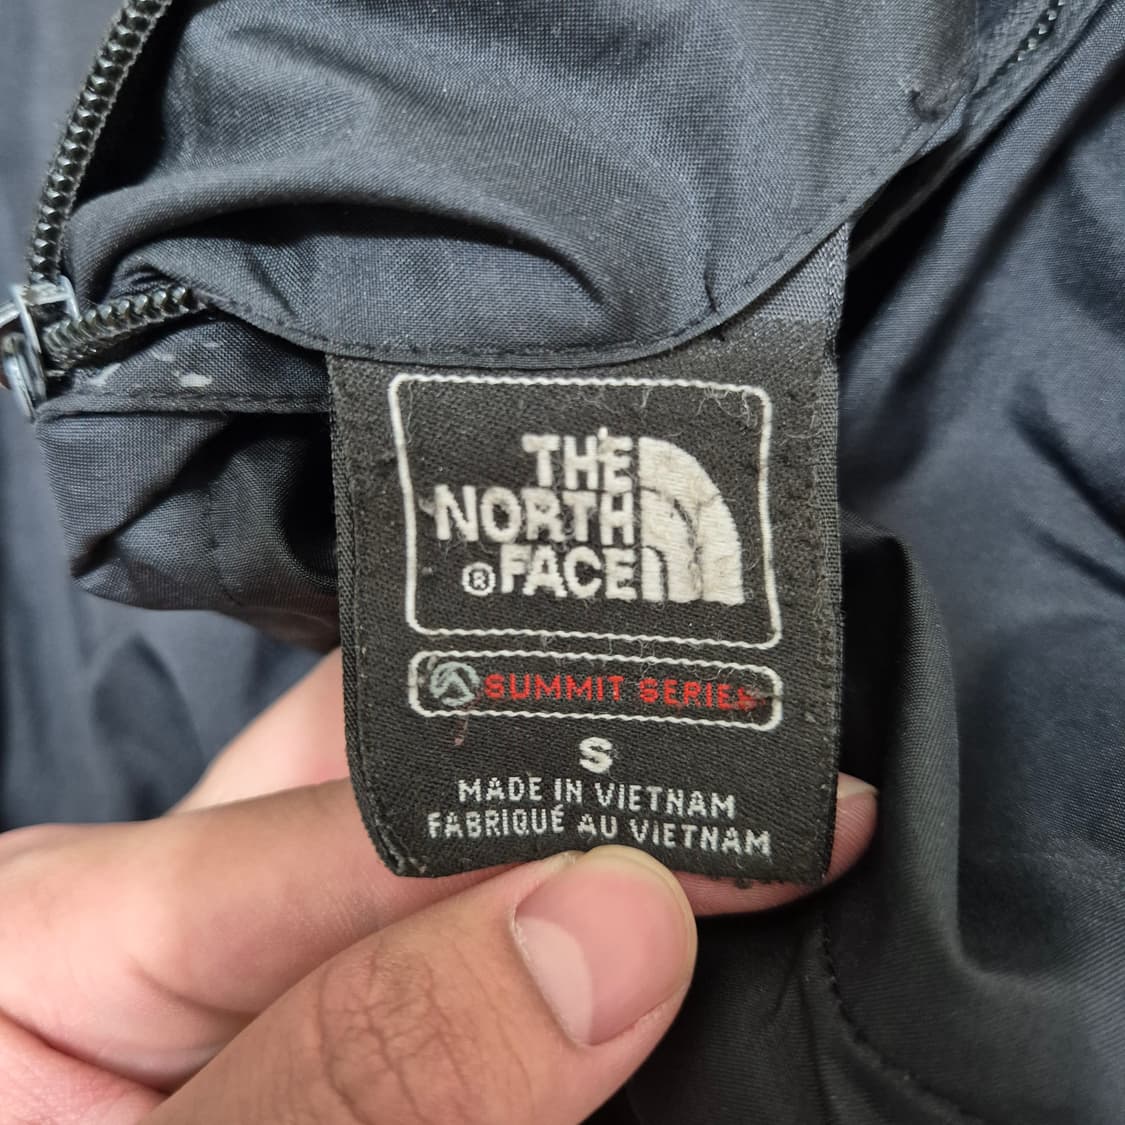 THE
NORTH
® FACE
SUMMIT SERIES
S
MADE IN VIETNAM
FABRIQUÉ AU VIETNAM